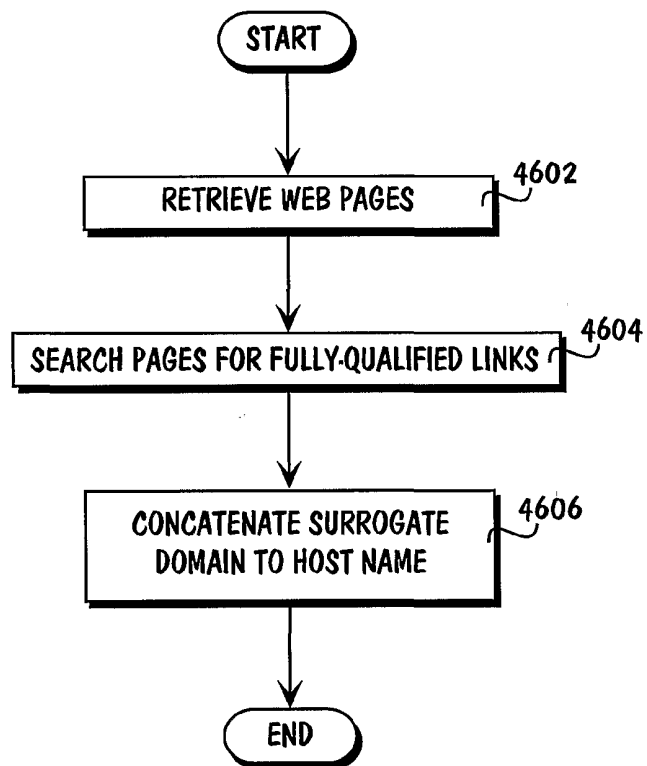 START
4602
RETRIEVE WEB PAGES
4604
SEARCH PAGES FOR FULLY-QUALIFIED LINKS
4606
CONCATENATE SURROGATE
DOMAIN TO HOST NAME
END